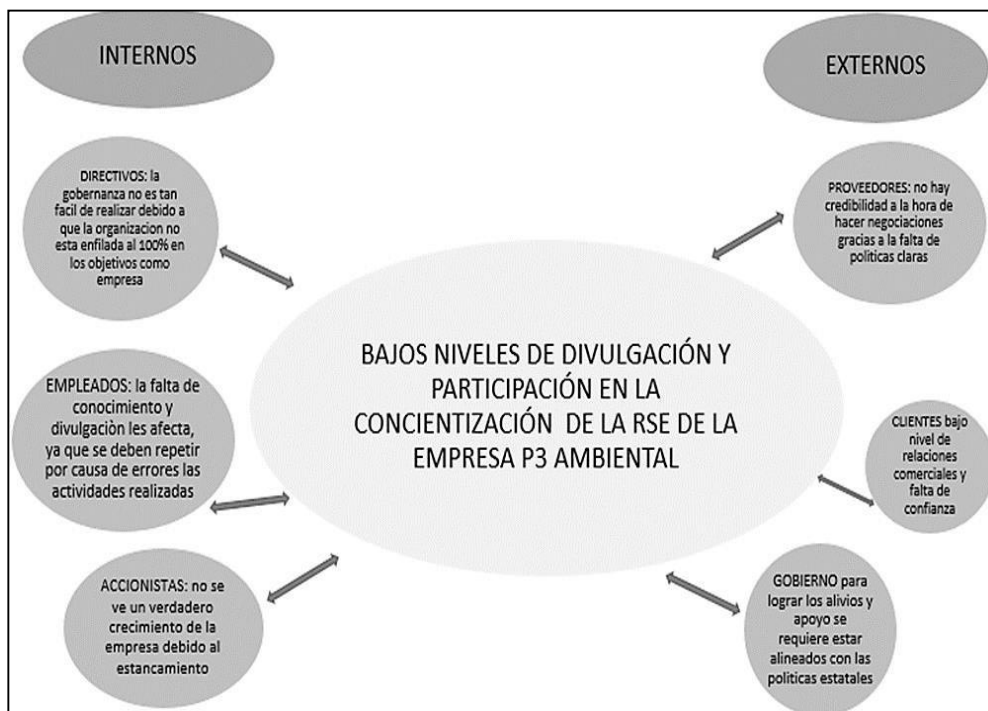 INTERNOS
EXTERNOS
DIRECTIVOS: la
gobernanza no es tan
facil de realizar debido a
que la organizacion no
esta enfilada al 100% en
los objetivos como
empresa
PROVEEDORES: no hay
credibilidad a la hora de
hacer negociaciones
gracias a la falta de
politicas claras
BAJOS NIVELES DE DIVULGACIÓN Y
PARTICIPACIÓN EN LA
CONCIENTIZACIÓN DE LA RSE DE LA
EMPRESA P3 AMBIENTAL
EMPLEADOS: la falta de
conocimiento y
divulgaciòn les afecta,
ya que se deben repetir
por causa de errores las
actividades realizadas
CLIENTES bajo
nivel de
relaciones
comerciales y
falta de
confianza
ACCIONISTAS: no se
ve un verdadero
crecimiento de la
empresa debido al
estancamiento
GOBIERNO para
lograr los alivios y
apoyo se
requiere estar
alineados con las
politicas estatales